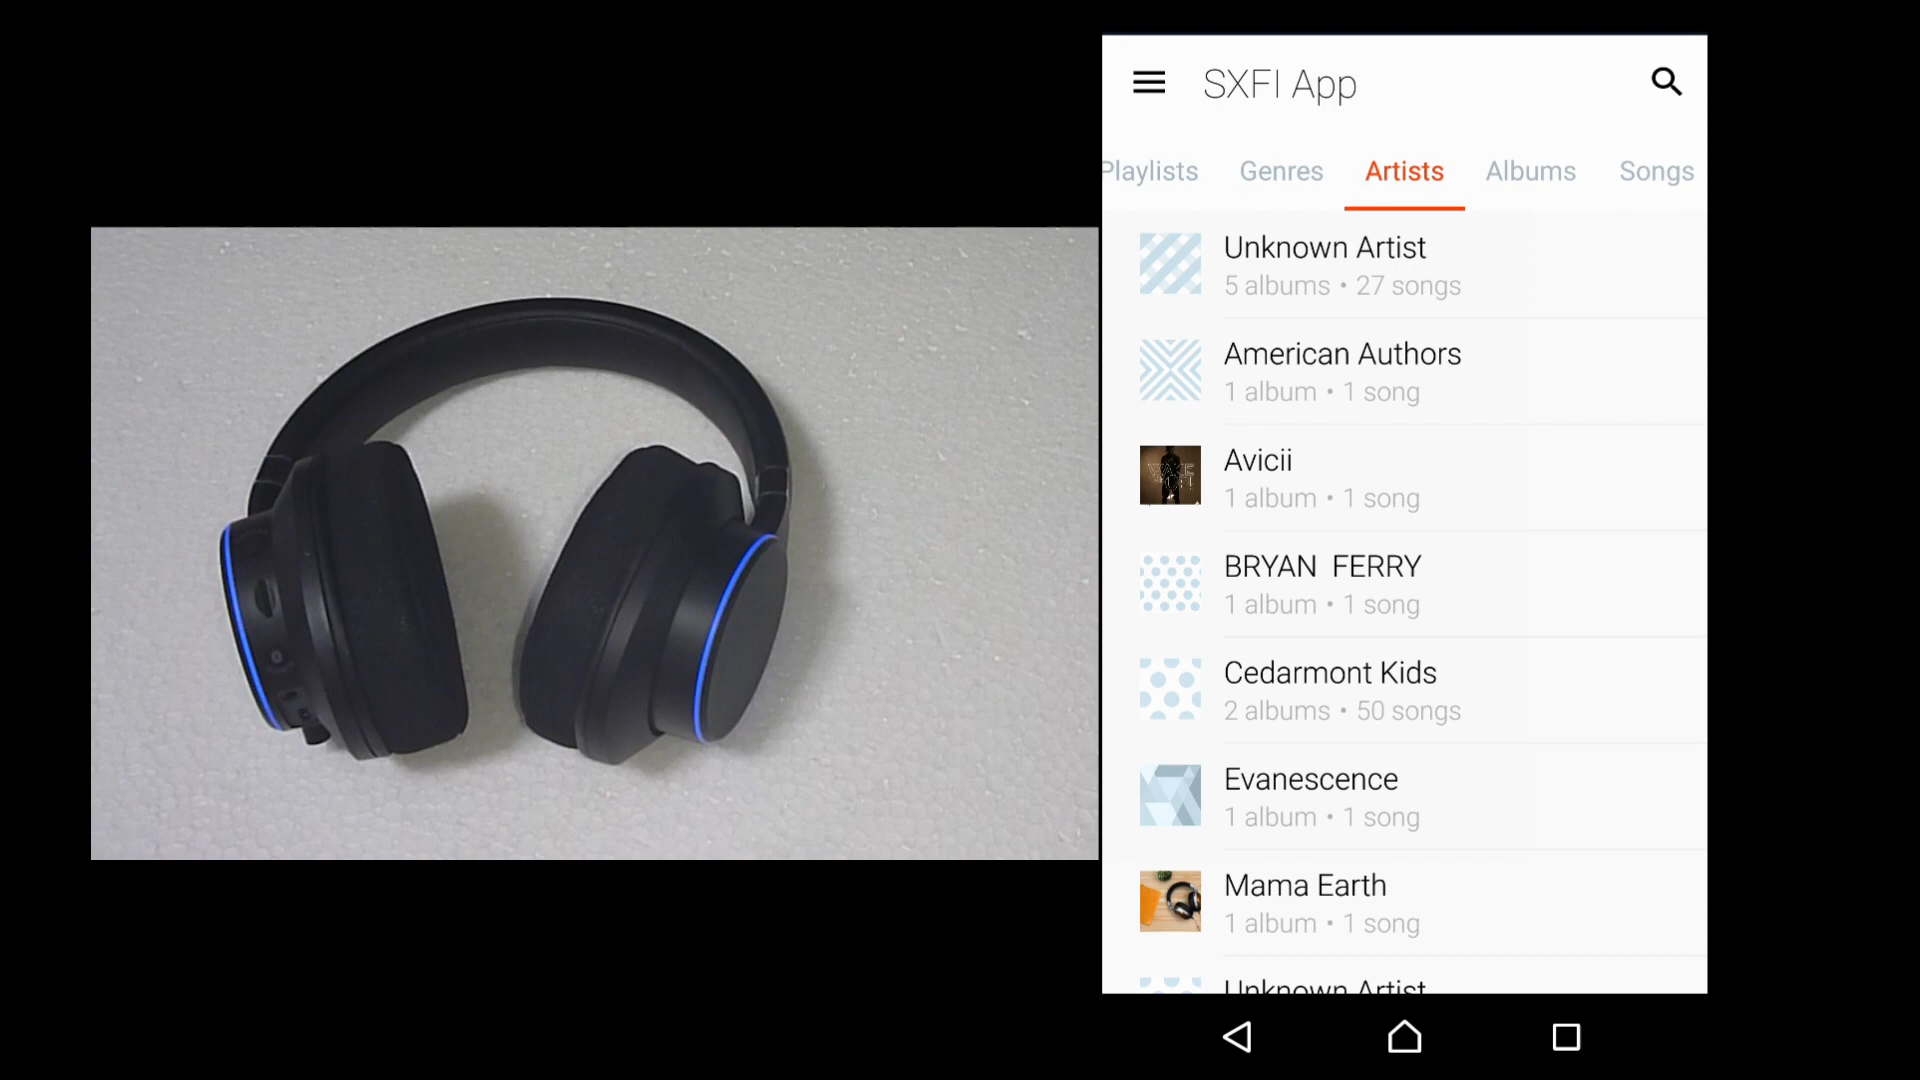 SXFI App
Playlists Genres Artists Albums Songs
Unknown Artist
5 albums • 27 songs
American Authors
1 album • 1 song
Avicii
1 album • 1 song
BRYAN FERRY
1 album • 1 song
Cedarmont Kids
2 albums • 50 songs
Evanescence
1 album • 1 song
Mama Earth
1 album • 1 song
Unknown Artist